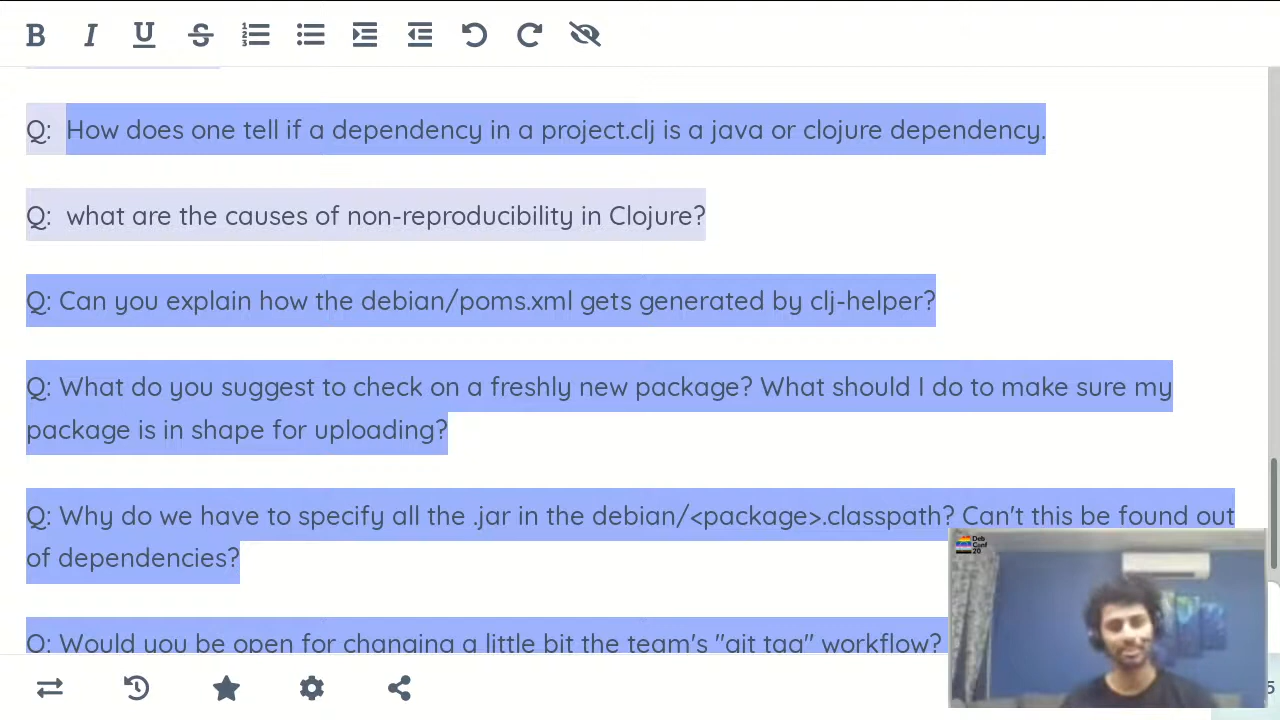 Q: How does one tell if a dependency in a project.clj is a java or clojure dependency.
Q: what are the causes of non-reproducibility in Clojure?
Q: Can you explain how the debian/poms.xml gets generated by clj-helper?
Q: What do you suggest to check on a freshly new package? What should I do to make sure my
package is in shape for uploading?
Q: Why do we have to specify all the .jar in the debian/<package>.classpath? Can't this be found out
of dependencies?
Q: Would you be open for changing a little bit the team's "git tag" workflow?
Deb
Conf
20
5